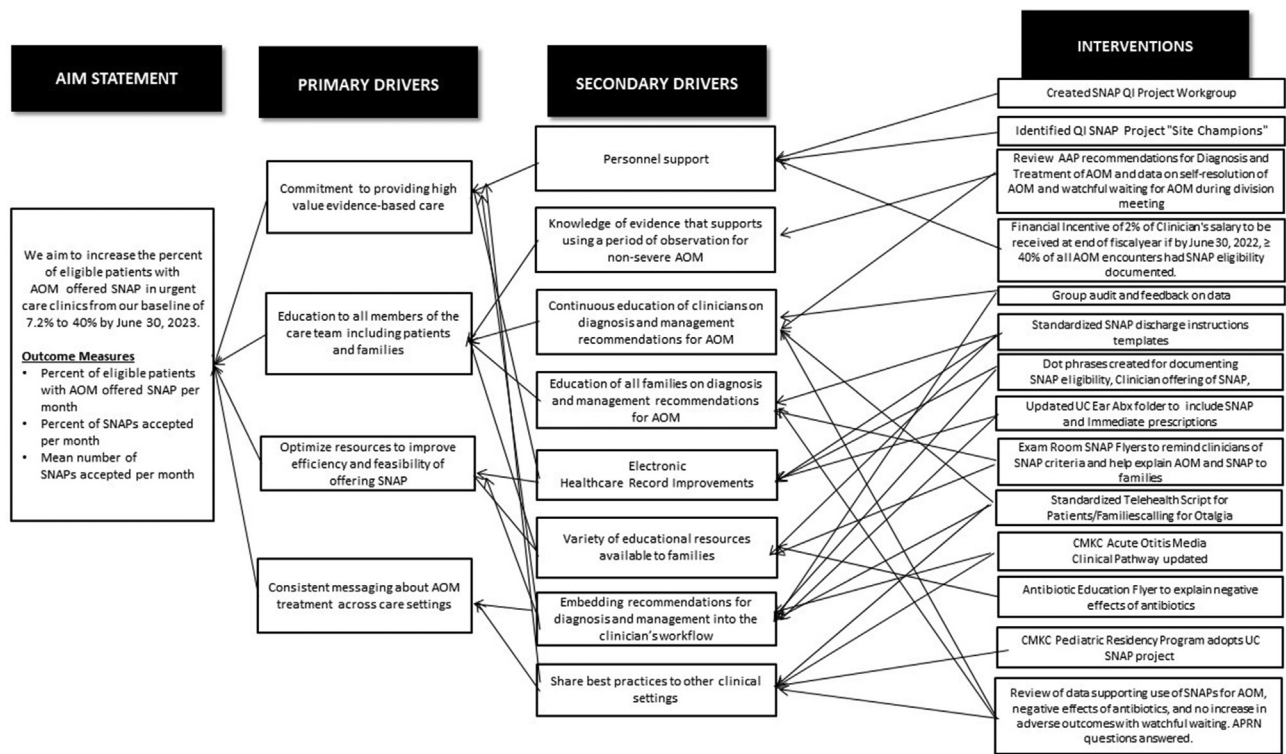 AIM STATEMENT
We aim to increase the percent
of eligible patients with
AOM offered SNAP in urgent
care clinics from our baseline of
7.2% to 40% by June 30, 2023.
Outcome Measures
• Percent of eligible patients
with AOM offered SNAP per
month
• Percent of SNAPs accepted
per month
• Mean number of
SNAPs accepted per month
PRIMARY DRIVERS
Commitment to providing high
value evidence-based care
Education to all members of the
care team including patients
and families
Optimize resources to improve
efficiency and feasibility of
offering SNAP
Consistent messaging about AOM
treatment across care settings
SECONDARY DRIVERS
Personnel support
Knowledge of evidence that supports
using a period of observation for
non-severe AOM
Continuous education of clinicians on
diagnosis and management
recommendations for AOM
Education of all families on diagnosis
and management recommendations
for AOM
Electronic
Healthcare Record Improvements
Variety of educational resources
available to families
Embedding recommendations for
diagnosis and management into the
clinician's workflow
Share best practices to other clinical
settings
INTERVENTIONS
Created SNAP QI Project Workgroup
Identified QI SNAP Project "Site Champions"
Review AAP recommendations for Diagnosis and
Treatment of AOM and data on self-resolution of
AOM and watchful waiting for AOM during division
meeting
Financial Incentive of 2% of Clinician's salary to be
received at end of fiscal year if by June 30, 2022, ≥
40% of all AOM encounters had SNAP eligibility
documented.
Group audit and feedback on data
Standardized SNAP discharge instructions
templates
Dot phrases created for documenting
SNAP eligibility, Clinician offering of SNAP,
Updated UC Ear Abx folder to include SNAP
and Immediate prescriptions
Exam Room SNAP Flyers to remind clinicians of
SNAP criteria and help explain AOM and SNAP to
families
Standardized Telehealth Script for
Patients/Families calling for Otalgia
CMKC Acute Otitis Media
Clinical Pathway updated
Antibiotic Education Flyer to explain negative
effects of antibiotics
CMKC Pediatric Residency Program adopts UC
SNAP project
Review of data supporting use of SNAPs for AOM,
negative effects of antibiotics, and no increase in
adverse outcomes with watchful waiting. APRN
questions answered.